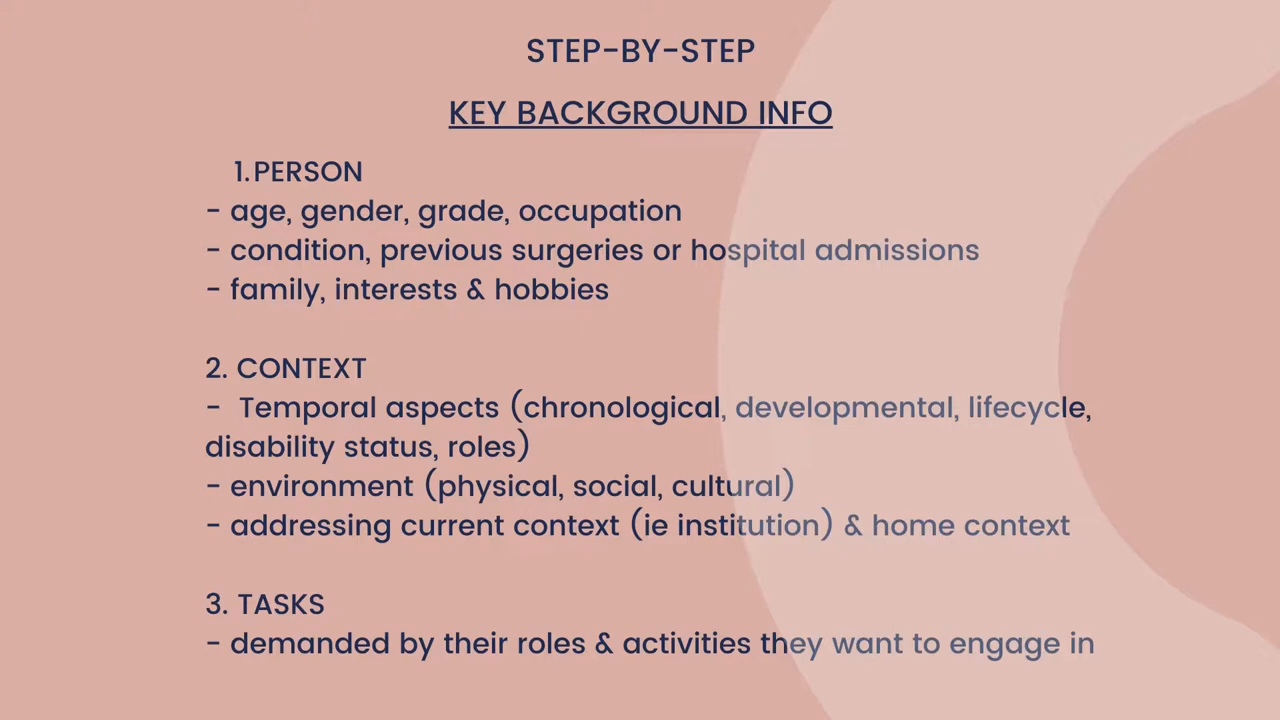 STEP-BY-STEP
KEY BACKGROUND INFO
1. PERSON
- age, gender, grade, occupation
- condition, previous surgeries or hospital admissions
- family, interests & hobbies
2. CONTEXT
- Temporal aspects (chronological, developmental, lifecycle,
disability status, roles)
- environment (physical, social, cultural)
- addressing current context (ie institution) & home context
3. TASKS
- demanded by their roles & activities they want to engage in